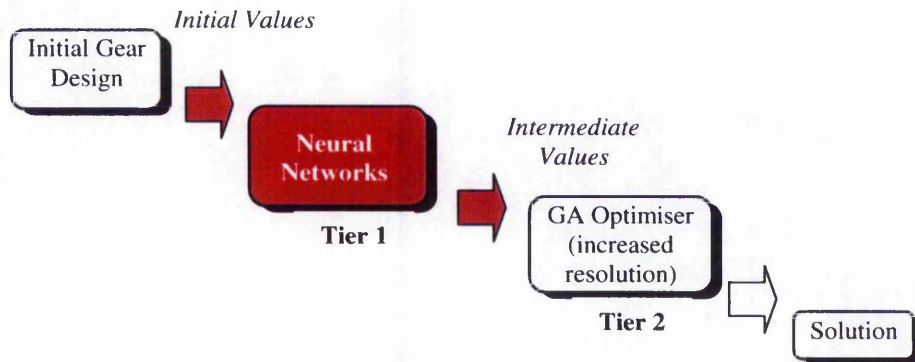 Initial Values
Initial Gear
Design
Neural
Networks
Tier 1
Intermediate
Values
GA Optimiser
(increased
resolution)
Tier 2
Solution